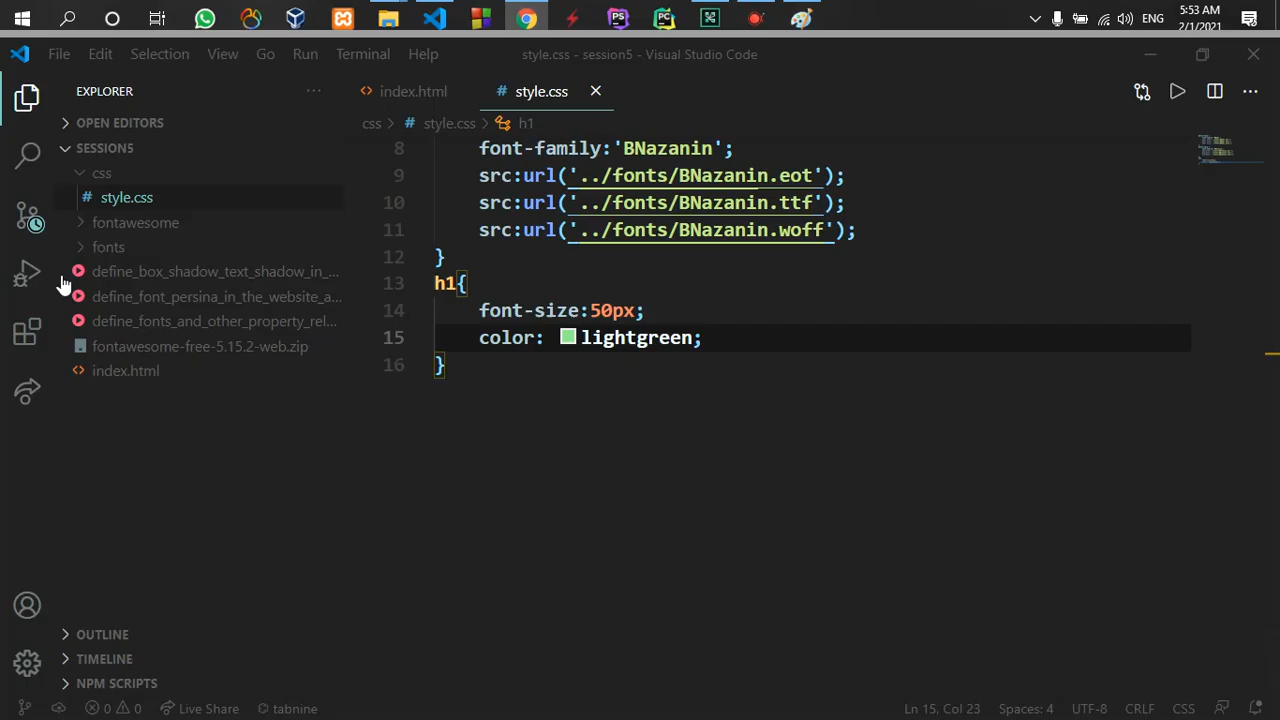 5:53 AM
ENG
2/1/2021
File Edit Selection View Go Run Terminal Help
style.css - session5 - Visual Studio Code
EXPLORER
index.html
style.css
OPEN EDITORS
css > style.css > h1
SESSION5
css
style.css
fontawesome
fonts
define_box_shadow_text_shadow_in_...
define_font_persina_in_the_website_a...
define_fonts_and_other_property_rel...
fontawesome-free-5.15.2-web.zip
index.html
8 font-family:'BNazanin';
9 src:url('../fonts/BNazanin.eot');
10 src:url('../fonts/BNazanin.ttf');
11 src:url('../fonts/BNazanin.woff');
12 }
13 h1{
14 font-size:50px;
15 color: lightgreen;
16 }
OUTLINE
TIMELINE
NPM SCRIPTS
0 0 Live Share tabnine
Ln 15, Col 23 Spaces: 4 UTF-8 CRLF CSS